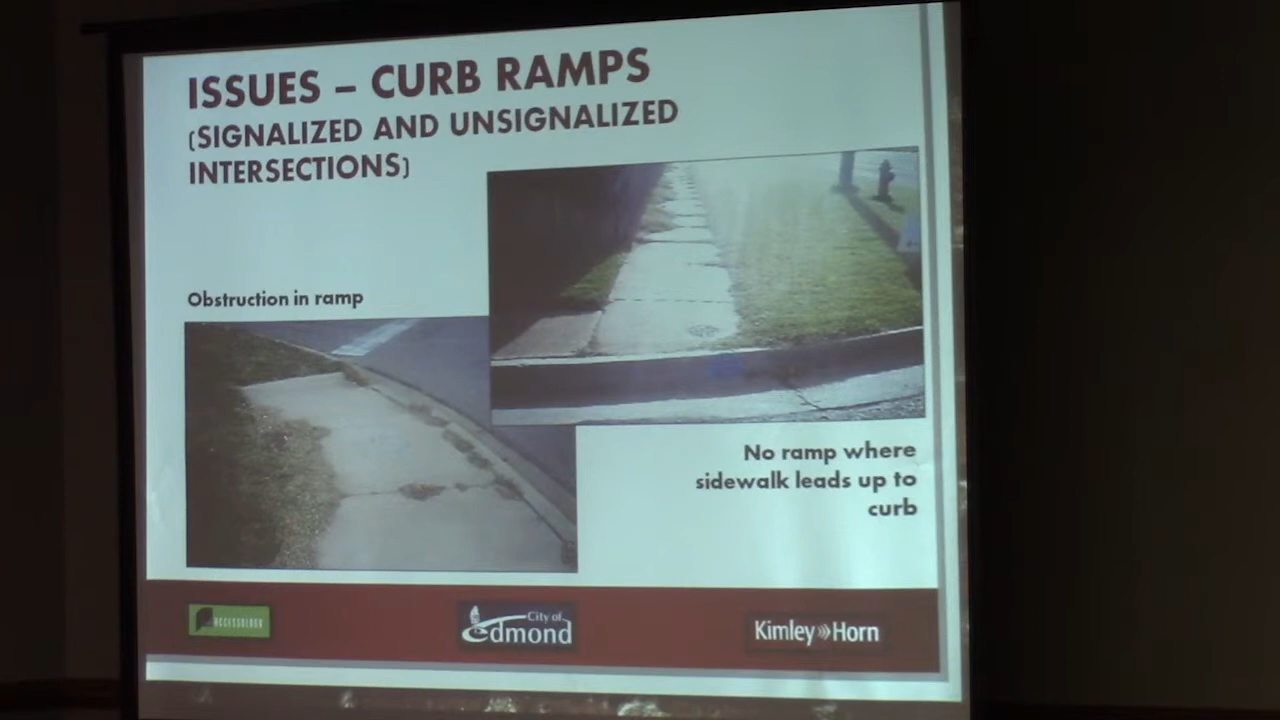 ISSUES – CURB RAMPS
(SIGNALIZED AND UNSIGNALIZED
INTERSECTIONS)
Obstruction in ramp
No ramp where
sidewalk leads up to
curb
City of
Edmond
Kimley»Horn